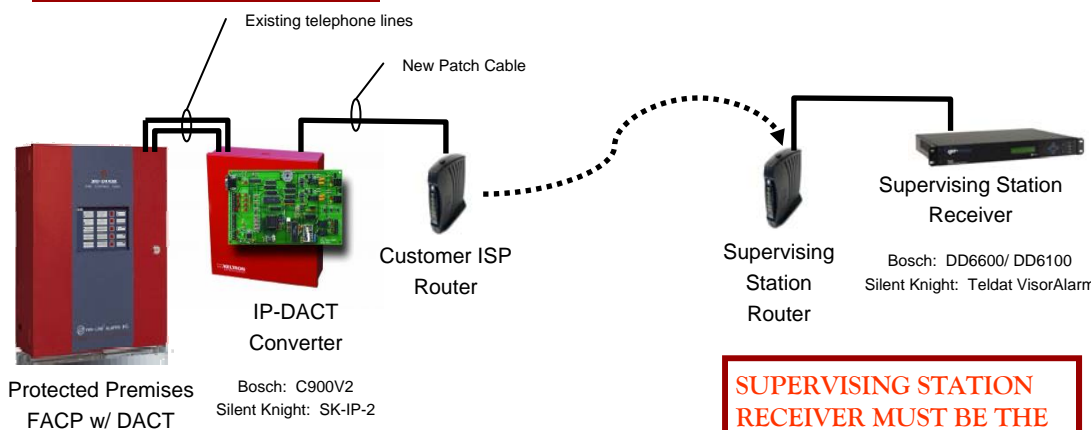 Existing telephone lines
New Patch Cable
Customer ISP
Router
IP-DACT
Converter
Bosch: C900V2
Silent Knight: SK-IP-2
Protected Premises
FACP w/ DACT
Supervising
Station
Router
Supervising Station
Receiver
Bosch: DD6600/ DD6100
Silent Knight: Teldat VisorAlarm
SUPERVISING STATION
RECEIVER MUST BE THE